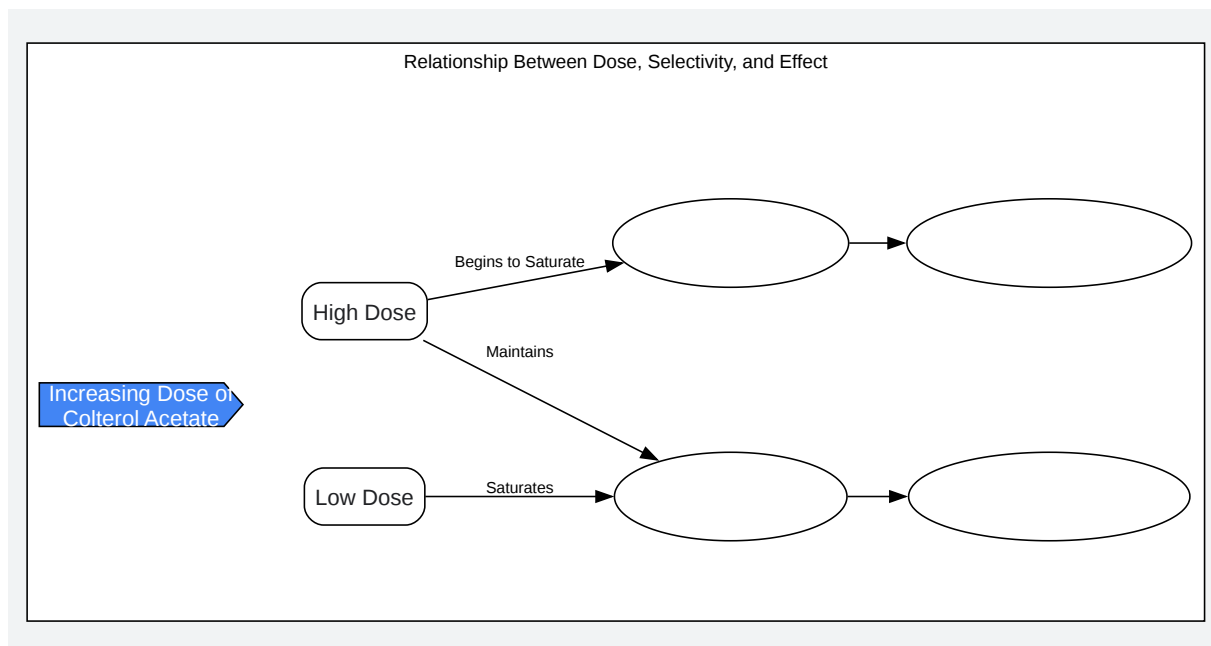 Relationship Between Dose, Selectivity, and Effect
Begins to Saturate
High Dose
Maintains
Increasing Dose of
Colterol Acetate
Saturates
Low Dose